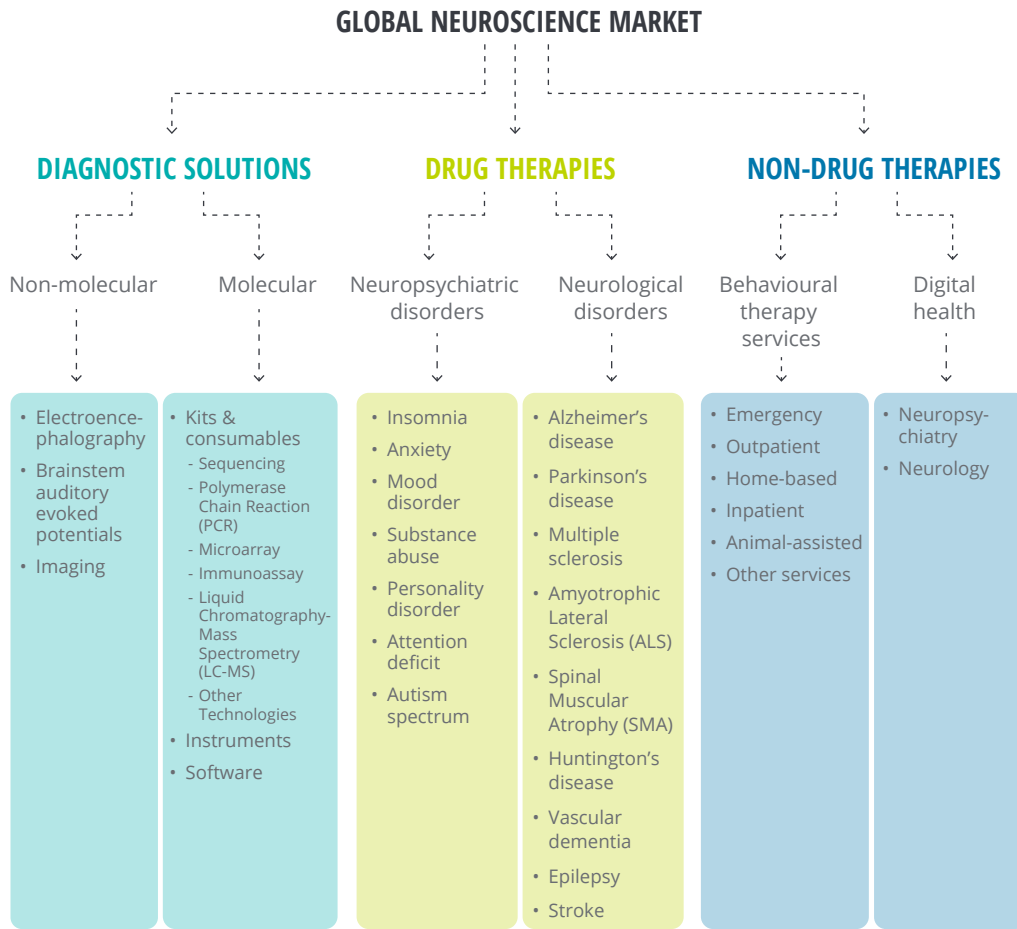 GLOBAL NEUROSCIENCE MARKET
DIAGNOSTIC SOLUTIONS
DRUG THERAPIES
NON-DRUG THERAPIES
Non-molecular
Molecular
Neuropsychiatric
disorders
Neurological
disorders
Behavioural
therapy
services
Digital
health
• Electroence-
phalography
• Brainstem
auditory
evoked
potentials
• Imaging
• Kits &
consumables
- Sequencing
- Polymerase
Chain Reaction
(PCR)
- Microarray
- Immunoassay
- Liquid
Chromatography-
Mass
Spectrometry
(LC-MS)
- Other
Technologies
• Instruments
• Software
• Insomnia
• Anxiety
• Mood
disorder
• Substance
abuse
• Personality
disorder
• Attention
deficit
• Autism
spectrum
• Alzheimer's
disease
• Parkinson's
disease
• Multiple
sclerosis
• Amyotrophic
Lateral
Sclerosis (ALS)
• Spinal
Muscular
Atrophy (SMA)
• Huntington's
disease
• Vascular
dementia
• Epilepsy
• Stroke
• Emergency
• Outpatient
• Home-based
• Inpatient
• Animal-assisted
• Other services
• Neuropsy-
chiatry
• Neurology